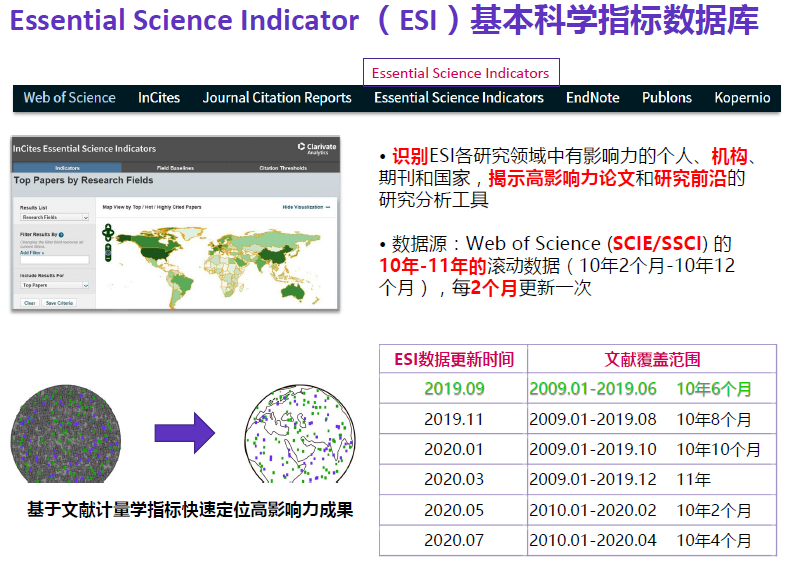 Essential Science Indicator （ ESI ）基本科学指标数据库
Essential Science Indicators
Web of Science InCites Journal Citation Reports Essential Science Indicators EndNote Publons Kopernio
InCites Essential Science Indicators
Clarivate
Analytics
Indicators Field Baselines Citation Thresholds
Top Papers by Research Fields
Results List
Research Fields
Map View by Top / Hot / Highly Cited Papers
Hide Visualization
Filter Results By
Changing the filter field removes all current filters.
Add Filter »
Include Results For
Top Papers
Clear Save Criteria
• 识别ESI各研究领域中有影响力的个人、机构、
期刊和国家，揭示高影响力论文和研究前沿的
研究分析工具
• 数据源：Web of Science (SCIE/SSCI) 的
10年-11年的滚动数据（10年2个月-10年12
个月），每2个月更新一次
基于文献计量学指标快速定位高影响力成果
ESI数据更新时间 文献覆盖范围
2019.09 2009.01-2019.06 10年6个月
2019.11 2009.01-2019.08 10年8个月
2020.01 2009.01-2019.10 10年10个月
2020.03 2009.01-2019.12 11年
2020.05 2010.01-2020.02 10年2个月
2020.07 2010.01-2020.04 10年4个月